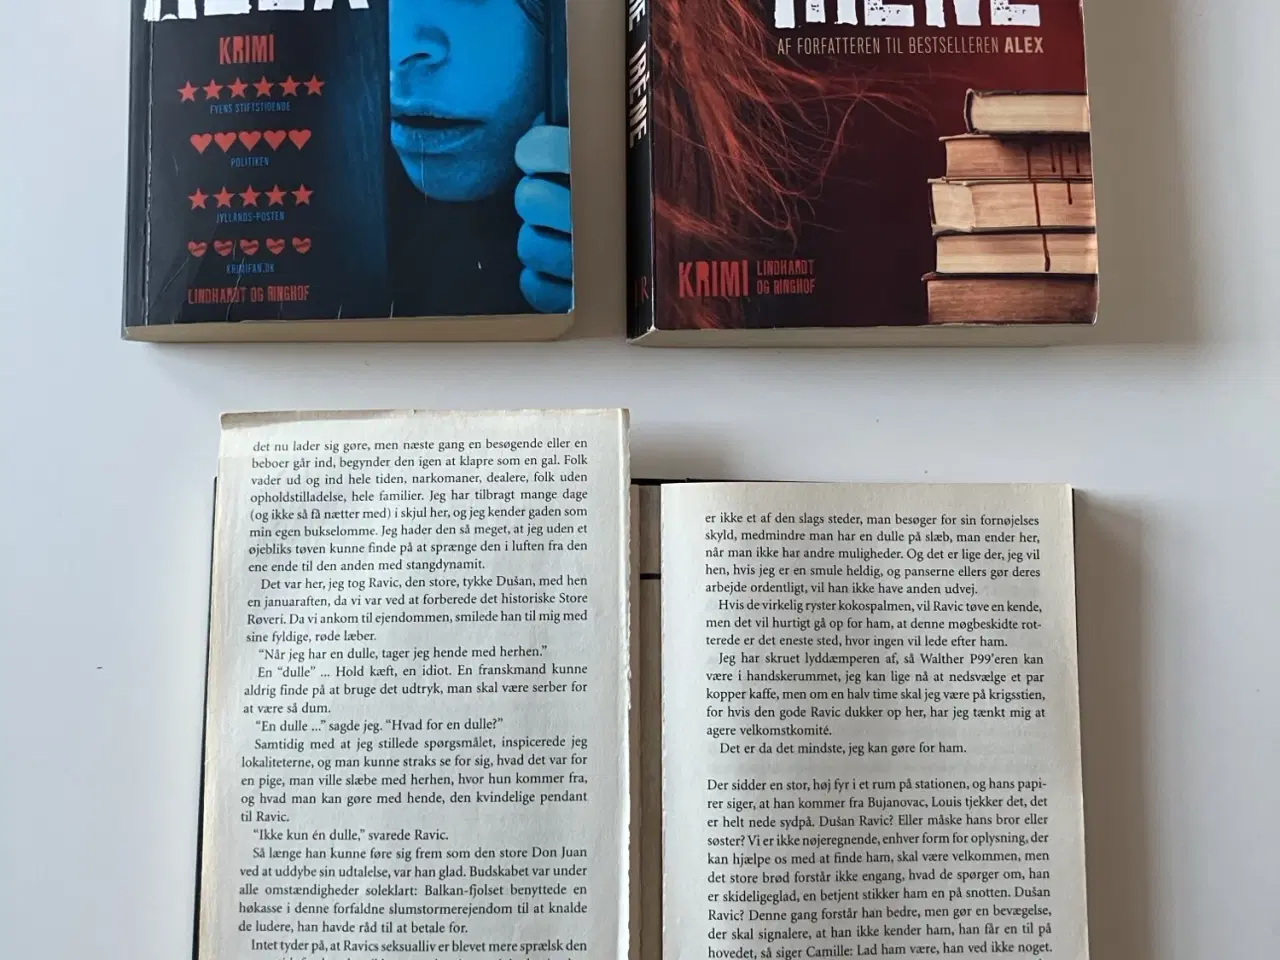 ALEX
KRIMI
FYENS STIFTSTIDENDE
POLITIKEN
JYLLANDS-POSTEN
KRIMIFAN.DK
LINDHARDT OG RINGHOF
IRENE
AF FORFATTEREN TIL BESTSELLEREN ALEX
IRENE
KRIMI
LINDHARDT
OG RINGHOF
det nu lader sig gøre, men næste gang en besøgende eller en
beboer går ind, begynder den igen at klapre som en gal. Folk
vader ud og ind hele tiden, narkomaner, dealere, folk uden
opholdstilladelse, hele familier. Jeg har tilbragt mange dage
(og ikke så få nætter med) i skjul her, og jeg kender gaden som
min egen bukselomme. Jeg hader den så meget, at jeg uden et
øjebliks tøven kunne finde på at sprænge den i luften fra den
ene ende til den anden med stangdynamit.
Det var her, jeg tog Ravic, den store, tykke Dušan, med hen
en januaraften, da vi var ved at forberede det historiske Store
Røveri. Da vi ankom til ejendommen, smilede han til mig med
sine fyldige, røde læber.
“Når jeg har en dulle, tager jeg hende med herhen.”
En “dulle” ... Hold kæft, en idiot. En franskmand kunne
aldrig finde på at bruge det udtryk, man skal være serber for
at være så dum.
“En dulle ...” sagde jeg. “Hvad for en dulle?”
Samtidig med at jeg stillede spørgsmålet, inspicerede jeg
lokaliteterne, og man kunne straks se for sig, hvad det var for
en pige, man ville slæbe med herhen, hvor hun kommer fra,
og hvad man kan gøre med hende, den kvindelige pendant
til Ravic.
“Ikke kun én dulle,” svarede Ravic.
Så længe han kunne føre sig frem som den store Don Juan
ved at uddybe sin udtalelse, var han glad. Budskabet var under
alle omstændigheder soleklart: Balkan-fjolset benyttede en
høkasse i denne forfaldne slumstormerejendom til at knalde
de ludere, han havde råd til at betale for.
Intet tyder på, at Ravics seksualliv er blevet mere sprælsk den
er ikke et af den slags steder, man besøger for sin fornøjelses
skyld, medmindre man har en dulle på slæb, man ender her,
når man ikke har andre muligheder. Og det er lige der, jeg vil
hen, hvis jeg er en smule heldig, og panserne ellers gør deres
arbejde ordentligt, vil han ikke have anden udvej.
Hvis de virkelig ryster kokospalmen, vil Ravic tøve en kende,
men det vil hurtigt gå op for ham, at denne møgbeskidte rot-
terede er det eneste sted, hvor ingen vil lede efter ham.
Jeg har skruet lyddæmperen af, så Walther P99’eren kan
være i handskerummet, jeg kan lige nå at nedsvælge et par
kopper kaffe, men om en halv time skal jeg være på krigsstien,
for hvis den gode Ravic dukker op her, har jeg tænkt mig at
agere velkomstkomité.
Det er da det mindste, jeg kan gøre for ham.
Der sidder en stor, høj fyr i et rum på stationen, og hans papi-
rer siger, at han kommer fra Bujanovac, Louis tjekker det, det
er helt nede sydpå. Dušan Ravic? Eller måske hans bror eller
søster? Vi er ikke nøjeregnende, enhver form for oplysning, der
kan hjælpe os med at finde ham, skal være velkommen, men
det store brød forstår ikke engang, hvad de spørger om, han
er skideligeglad, en betjent stikker ham en på snotten. Dušan
Ravic? Denne gang forstår han bedre, men gør en bevægelse,
der skal signalere, at han ikke kender ham, han får en til på
hovedet, så siger Camille: Lad ham være, han ved ikke noget.